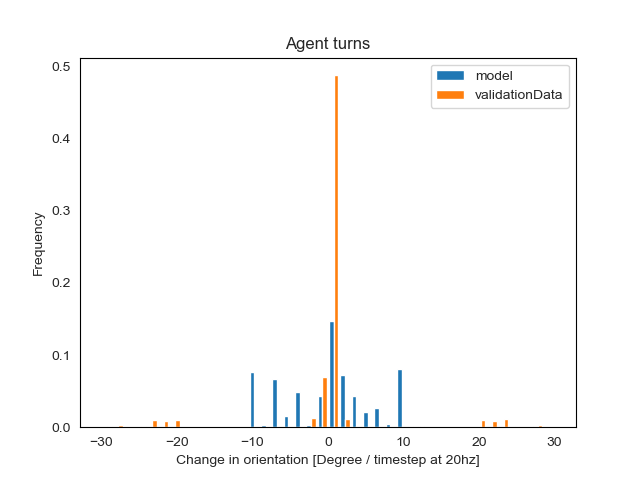 Agent turns
model
validationData
0.5
0.4
0.3
0.2
0.1
0.0
Frequency
−30 −20 −10 0 10 20 30
Change in orientation [Degree / timestep at 20hz]